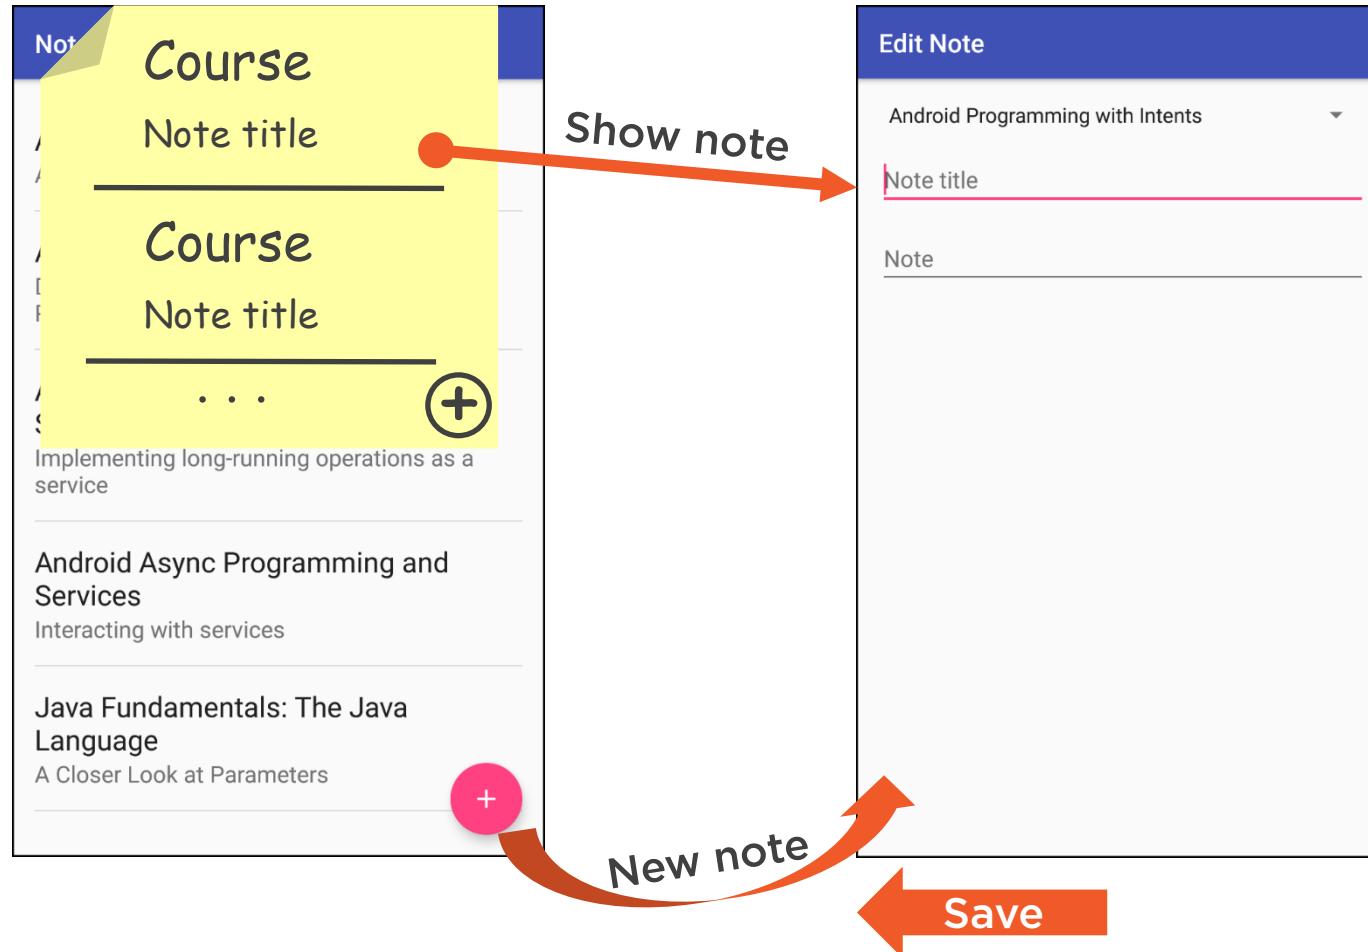 Not
Course
Note title
Course
Note title
. . .
Implementing long-running operations as a
service
Android Async Programming and
Services
Interacting with services
Java Fundamentals: The Java
Language
A Closer Look at Parameters
+
Show note
New note
Edit Note
Android Programming with Intents
Note title
Note
Save